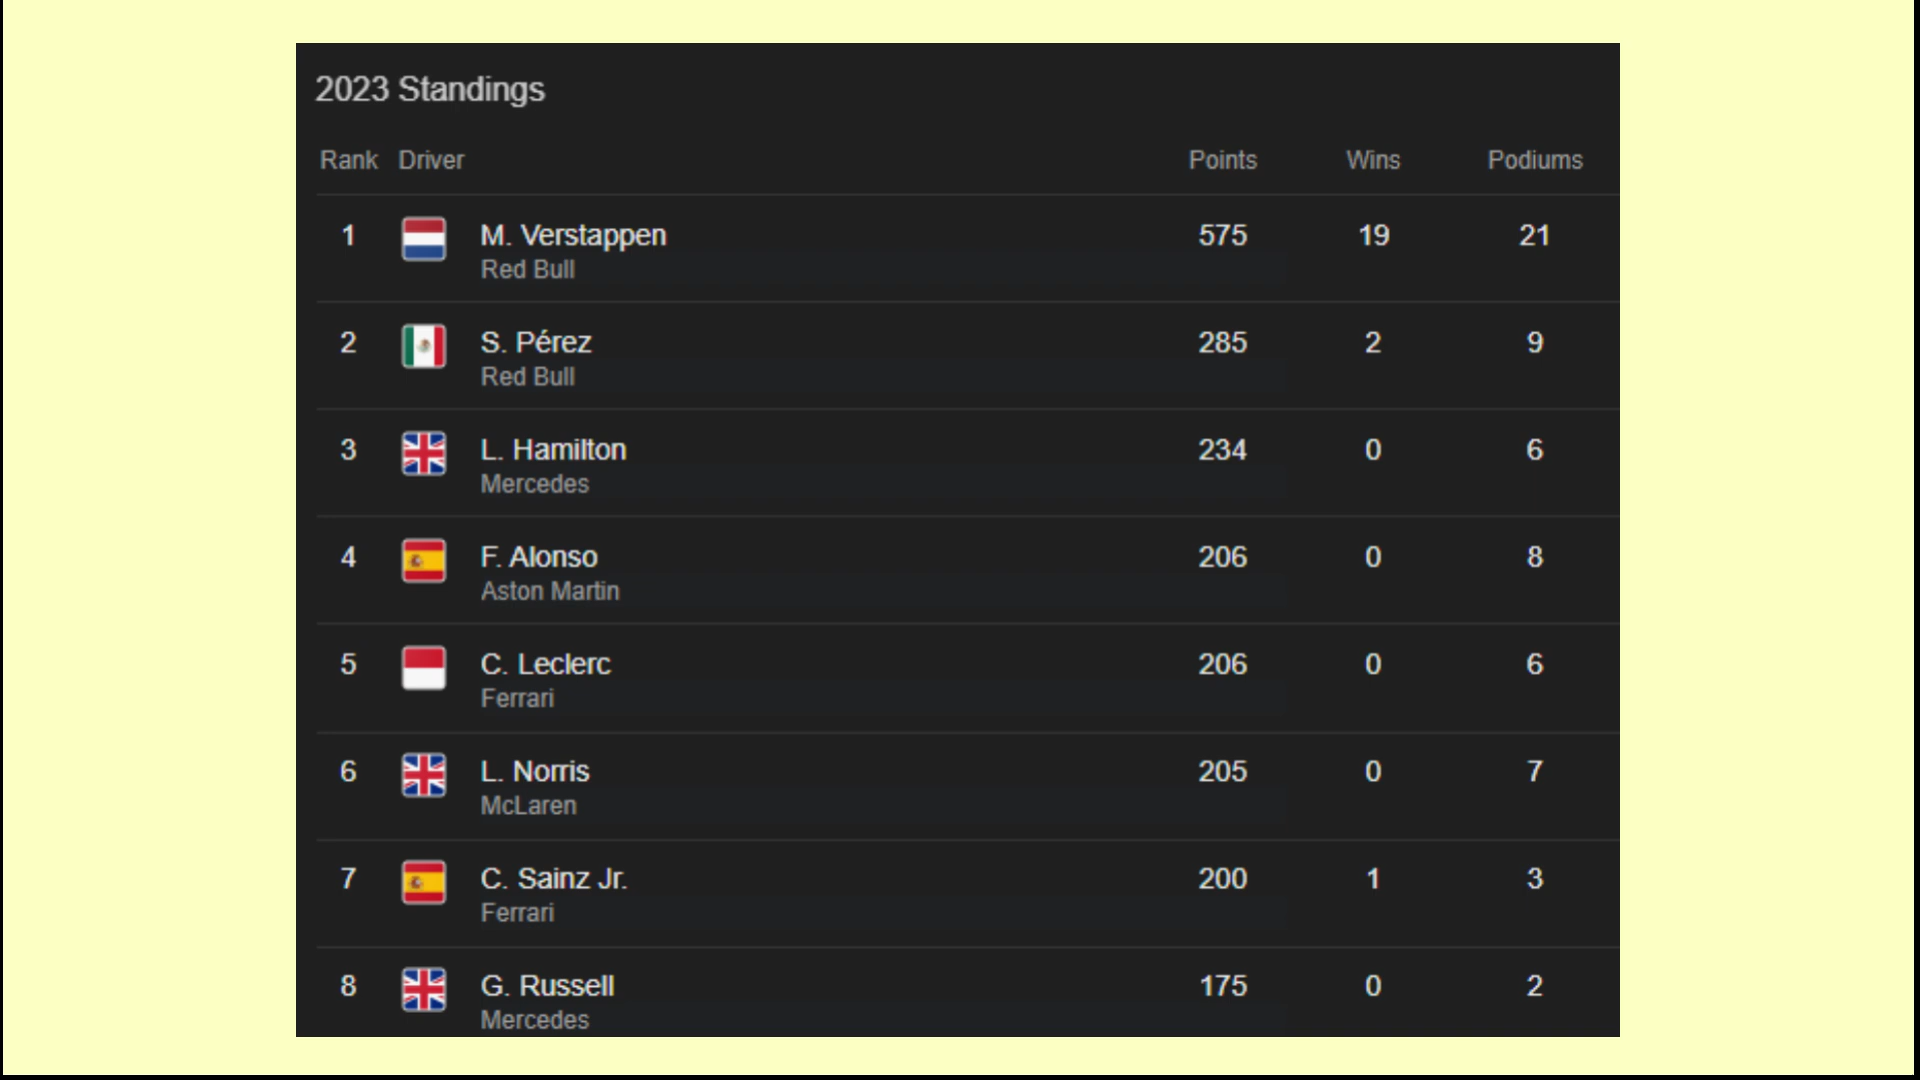 2023 Standings
Rank Driver Points Wins Podiums
1 M. Verstappen 575 19 21
Red Bull
2 S. Pérez 285 2 9
Red Bull
3 L. Hamilton 234 0 6
Mercedes
4 F. Alonso 206 0 8
Aston Martin
5 C. Leclerc 206 0 6
Ferrari
6 L. Norris 205 0 7
McLaren
7 C. Sainz Jr. 200 1 3
Ferrari
8 G. Russell 175 0 2
Mercedes